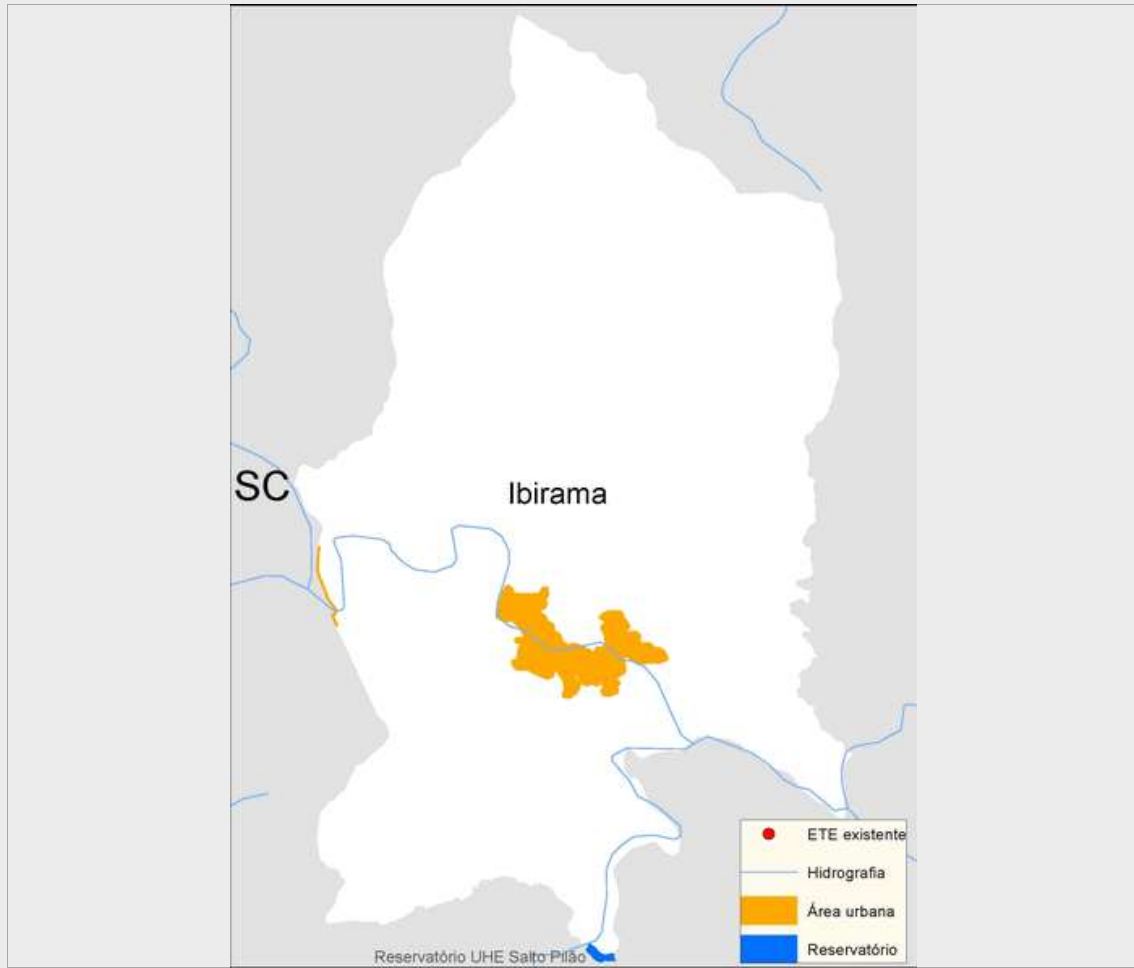 SC
Ibirama
ETE existente
Hidrografia
Área urbana
Reservatório
Reservatório UHE Salto Pilão